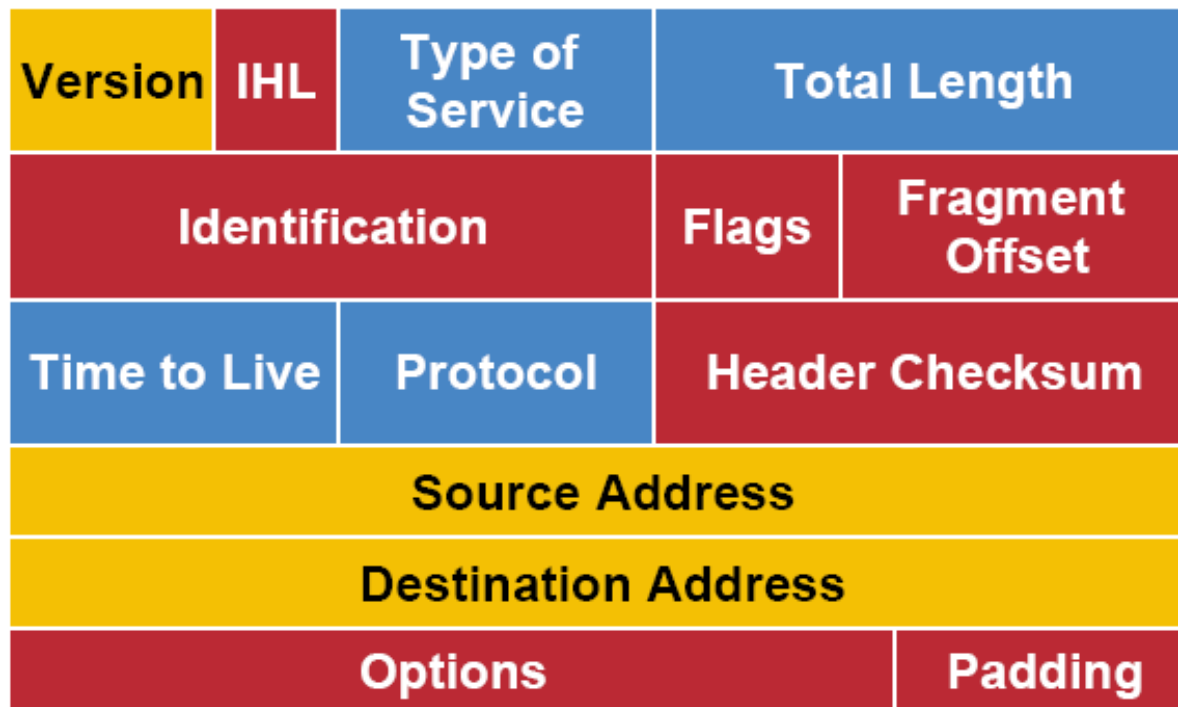 Version IHL Type of Service Total Length
Identification Flags Fragment Offset
Time to Live Protocol Header Checksum
Source Address
Destination Address
Options Padding